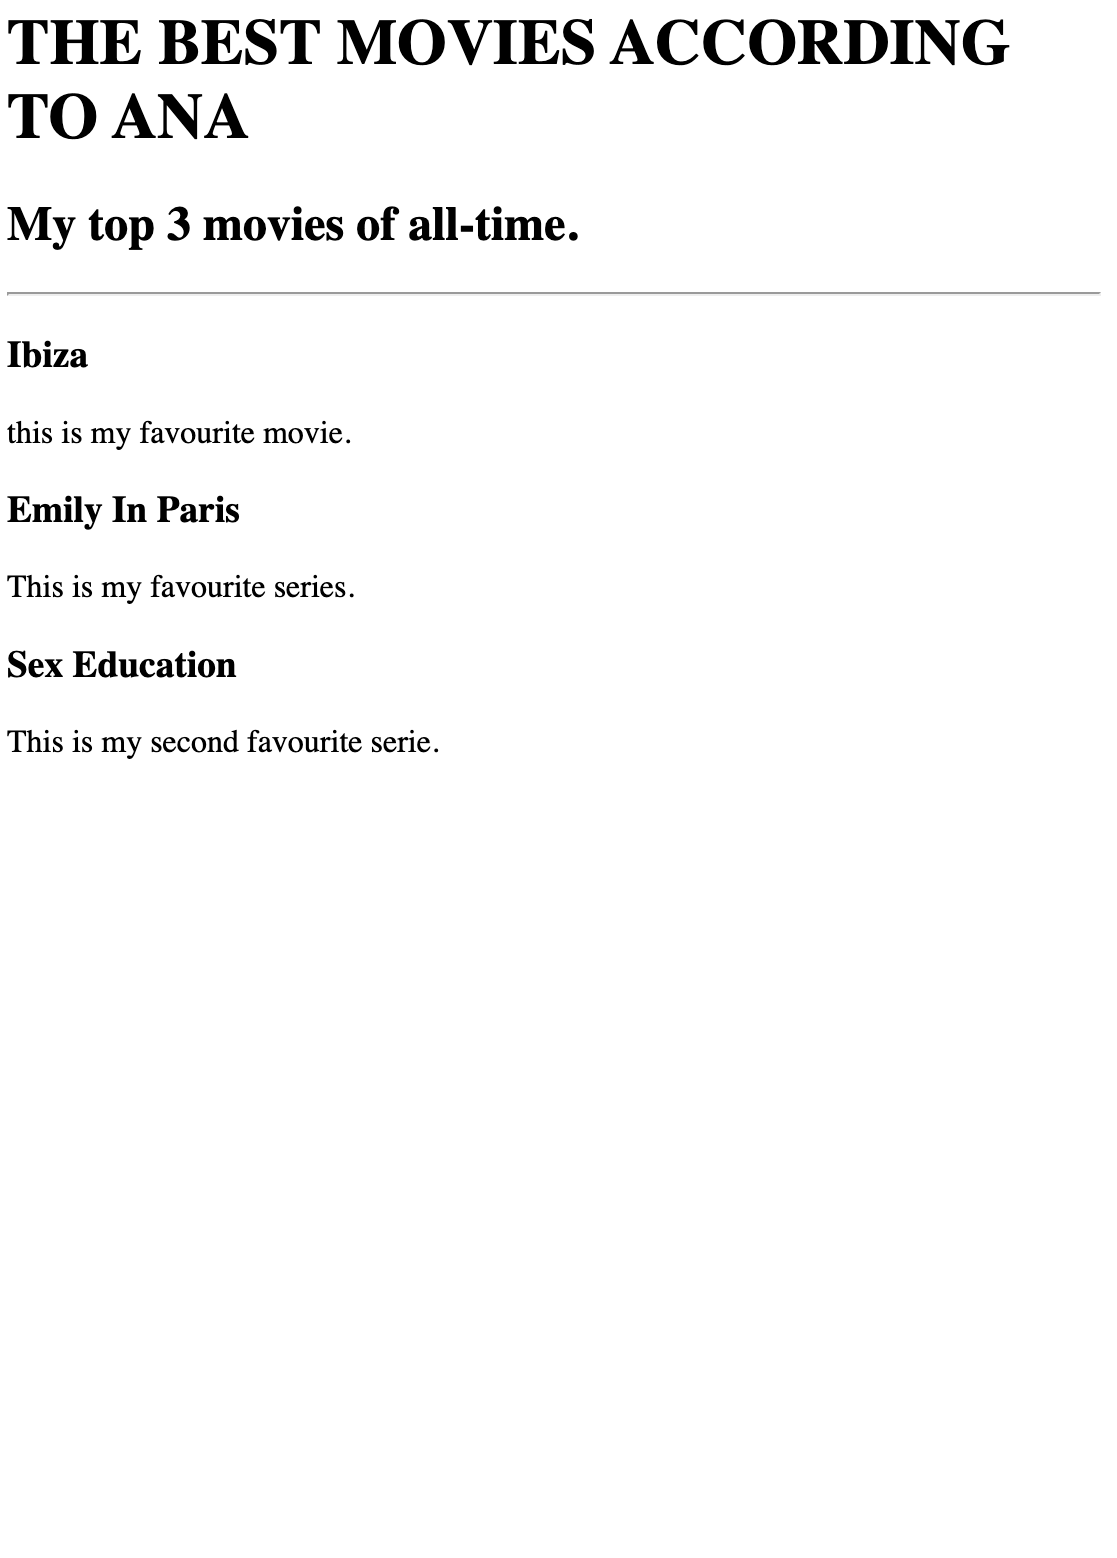 THE BEST MOVIES ACCORDING
TO ANA
My top 3 movies of all-time.
Ibiza
this is my favourite movie.
Emily In Paris
This is my favourite series.
Sex Education
This is my second favourite serie.